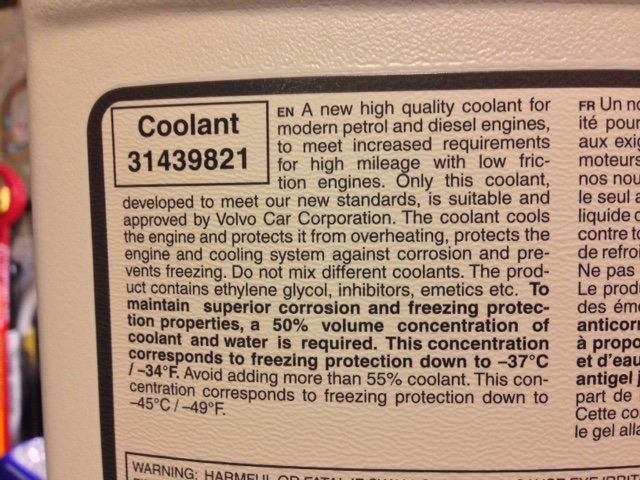 Coolant
31439821
EN A new high quality coolant for
modern petrol and diesel engines,
to meet increased requirements
for high mileage with low fric-
tion engines. Only this coolant,
developed to meet our new standards, is suitable and
approved by Volvo Car Corporation. The coolant cools
the engine and protects it from overheating, protects the
engine and cooling system against corrosion and pre-
vents freezing. Do not mix different coolants. The prod-
uct contains ethylene glycol, inhibitors, emetics etc. To
maintain superior corrosion and freezing protec-
tion properties, a 50% volume concentration of
coolant and water is required. This concentration
corresponds to freezing protection down to –37°C
/ –34°F. Avoid adding more than 55% coolant. This con-
centration corresponds to freezing protection down to
–45°C / –49°F.
FR Un no
ité pour
aux exig
moteurs
nos nou
le seul a
liquide d
contre to
de refroi
Ne pas
Le produ
des éme
anticorr
à propo
et d'eau
antigel j
part de
Cette co
le gel alla
WARNING: HARMFUL OR FATAL IF